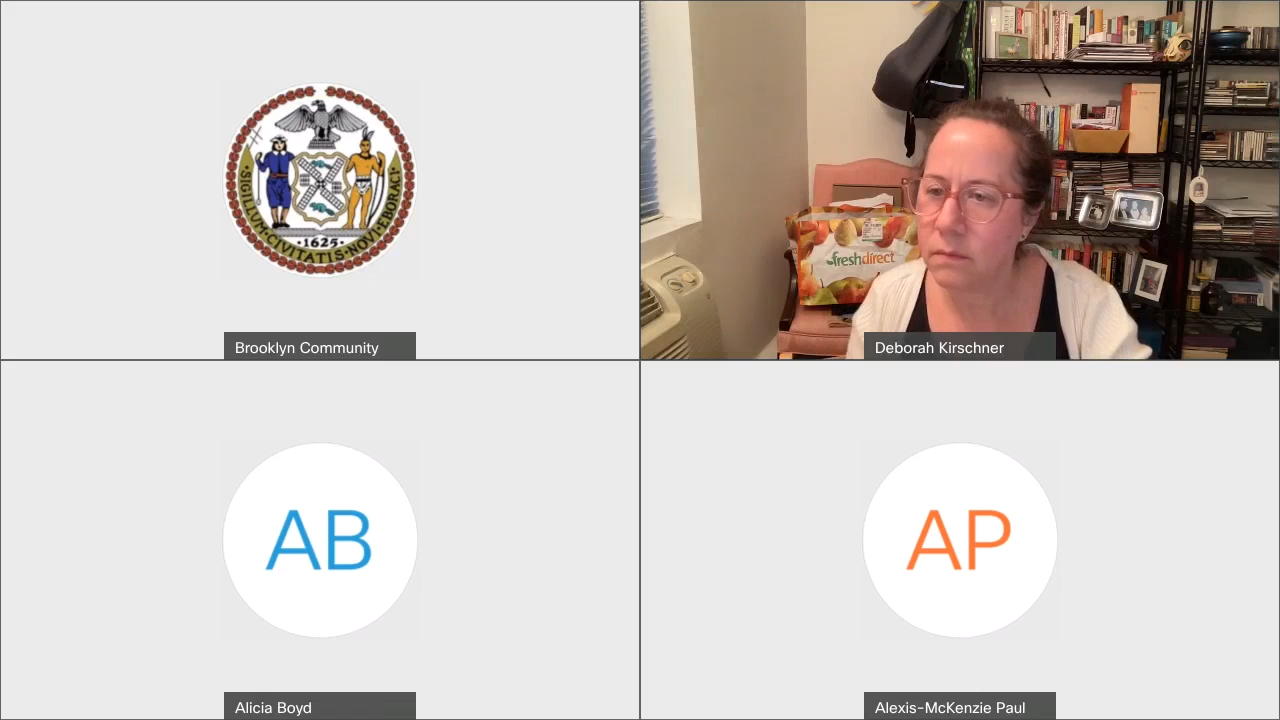 SIGILLUM·CIVITATIS·NOVI·EBORACI
·1625·
Brooklyn Community
freshdirect
Deborah Kirschner
AB
Alicia Boyd
AP
Alexis-McKenzie Paul